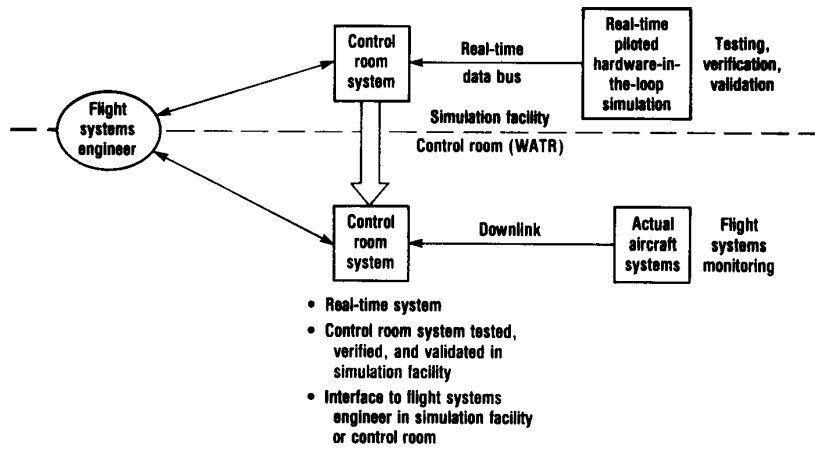 Control
room
system
Real-time
data bus
Real-time
piloted
hardware-in-
the-loop
simulation
Testing,
verification,
validation
Flight
systems
engineer
Simulation facility
Control room (WATR)
Control
room
system
Downlink
Actual
aircraft
systems
Flight
systems
monitoring
• Real-time system
• Control room system tested,
verified, and validated in
simulation facility
• Interface to flight systems
engineer in simulation facility
or control room